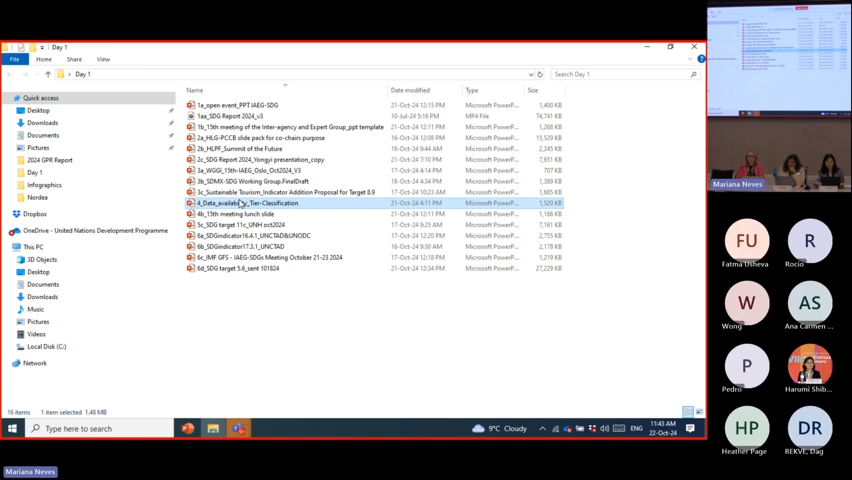 Day 1
File
Home
Share
View
Day 1
Search Day 1
Name
Date modified
Type
Size
Quick access
Desktop
Downloads
Documents
Pictures
2024 GPR Report
Day 1
Infographics
Nordea
Dropbox
OneDrive - United Nations Development Programme
This PC
3D Objects
Desktop
Documents
Downloads
Music
Pictures
Videos
Local Disk (C:)
Network
1a_open event_PPT IAEG-SDG 21-Oct-24 12:15 PM Microsoft PowerP... 1,400 KB
1aa_SDG Report 2024_v3 10-Jul-24 5:16 PM MP4 File 74,741 KB
1b_15th meeting of the Inter-agency and Expert Group_ppt template 21-Oct-24 12:11 PM Microsoft PowerP... 1,268 KB
2a_HLG-PCCB slide pack for co-chairs purpose 16-Oct-24 12:08 PM Microsoft PowerP... 15,529 KB
2b_HLPF_Summit of the Future 18-Oct-24 9:44 AM Microsoft PowerP... 2,245 KB
2c_SDG Report 2024_Yongyi presentation_copy 21-Oct-24 7:10 PM Microsoft PowerP... 7,651 KB
3a_WGGI_15th-IAEG_Oslo_Oct2024_V3 17-Oct-24 9:10 AM Microsoft PowerP... 707 KB
3b_SDMX-SDG Working Group.FinalDraft 18-Oct-24 4:34 PM Microsoft PowerP... 1,399 KB
3c_Sustainable Tourism_Indicator Addition Proposal for Target 8.9 17-Oct-24 10:23 AM Microsoft PowerP... 1,685 KB
4_Data_availability_Tier-Classification 21-Oct-24 4:11 PM Microsoft PowerP... 1,520 KB
4b_15th meeting lunch slide 21-Oct-24 12:11 PM Microsoft PowerP... 1,166 KB
5c_SDG target 11c_UNH oct2024 17-Oct-24 9:25 AM Microsoft PowerP... 7,161 KB
6a_SDGindicator16.4.1_UNCTAD&UNODC 17-Oct-24 12:20 PM Microsoft PowerP... 2,755 KB
6b_SDGindicator17.3.1_UNCTAD 16-Oct-24 9:30 AM Microsoft PowerP... 2,178 KB
6c_IMF GFS - IAEG-SDGs Meeting October 21-23 2024 17-Oct-24 12:18 PM Microsoft PowerP... 1,219 KB
6d_SDG target 5.6_sent 101824 21-Oct-24 12:34 PM Microsoft PowerP... 27,229 KB
16 items 1 item selected 1.48 MB
Type here to search
9°C Cloudy
ENG
11:43 AM
22-Oct-24
Mariana Neves
Mariana Neves
FU
Fatma Usheva
R
Rocio
W
Wong
AS
Ana Carmen ...
P
Pedro
Harumi Shib...
HP
Heather Page
DR
REKVE, Dag